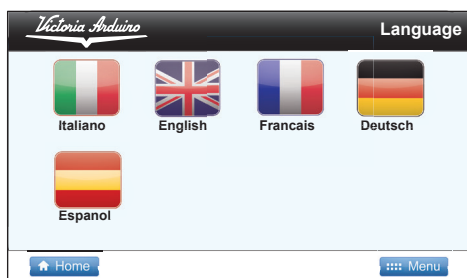 Victoria Arduino
Language
Italiano English Francais Deutsch
Espanol
Home Menu